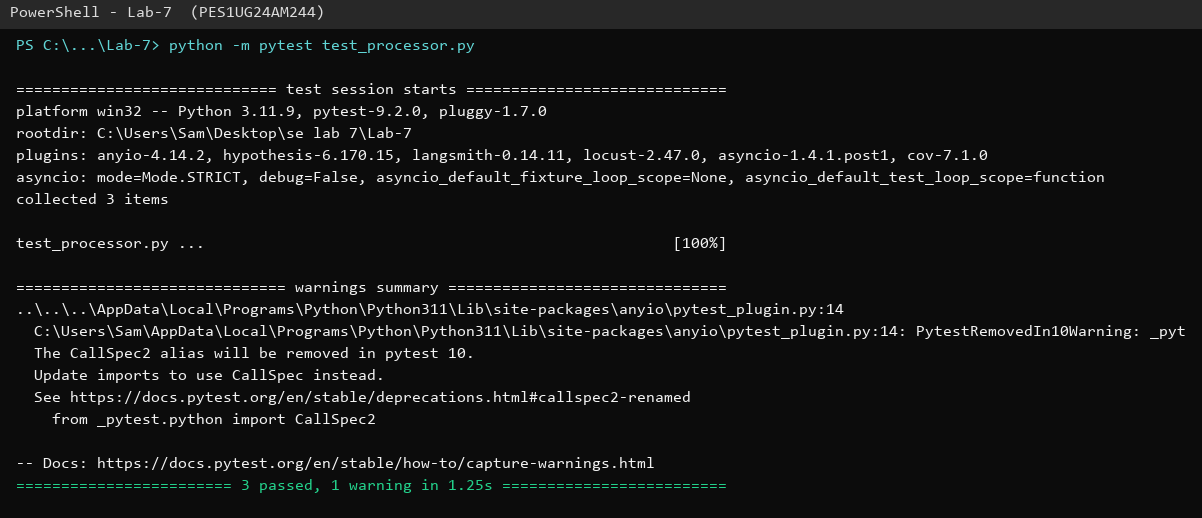 PowerShell - Lab-7  (PES1UG24AM244)
PS C:\...\Lab-7> python -m pytest test_processor.py
============================= test session starts =============================
platform win32 -- Python 3.11.9, pytest-9.2.0, pluggy-1.7.0
rootdir: C:\Users\Sam\Desktop\se lab 7\Lab-7
plugins: anyio-4.14.2, hypothesis-6.170.15, langsmith-0.14.11, locust-2.47.0, asyncio-1.4.1.post1, cov-7.1.0
asyncio: mode=Mode.STRICT, debug=False, asyncio_default_fixture_loop_scope=None, asyncio_default_test_loop_scope=function
collected 3 items
test_processor.py ...                                                    [100%]
============================== warnings summary ===============================
..\..\..\AppData\Local\Programs\Python\Python311\Lib\site-packages\anyio\pytest_plugin.py:14
  C:\Users\Sam\AppData\Local\Programs\Python\Python311\Lib\site-packages\anyio\pytest_plugin.py:14: PytestRemovedIn10Warning: _pyt
  The CallSpec2 alias will be removed in pytest 10.
  Update imports to use CallSpec instead.
  See https://docs.pytest.org/en/stable/deprecations.html#callspec2-renamed
    from _pytest.python import CallSpec2
-- Docs: https://docs.pytest.org/en/stable/how-to/capture-warnings.html
======================== 3 passed, 1 warning in 1.25s =========================